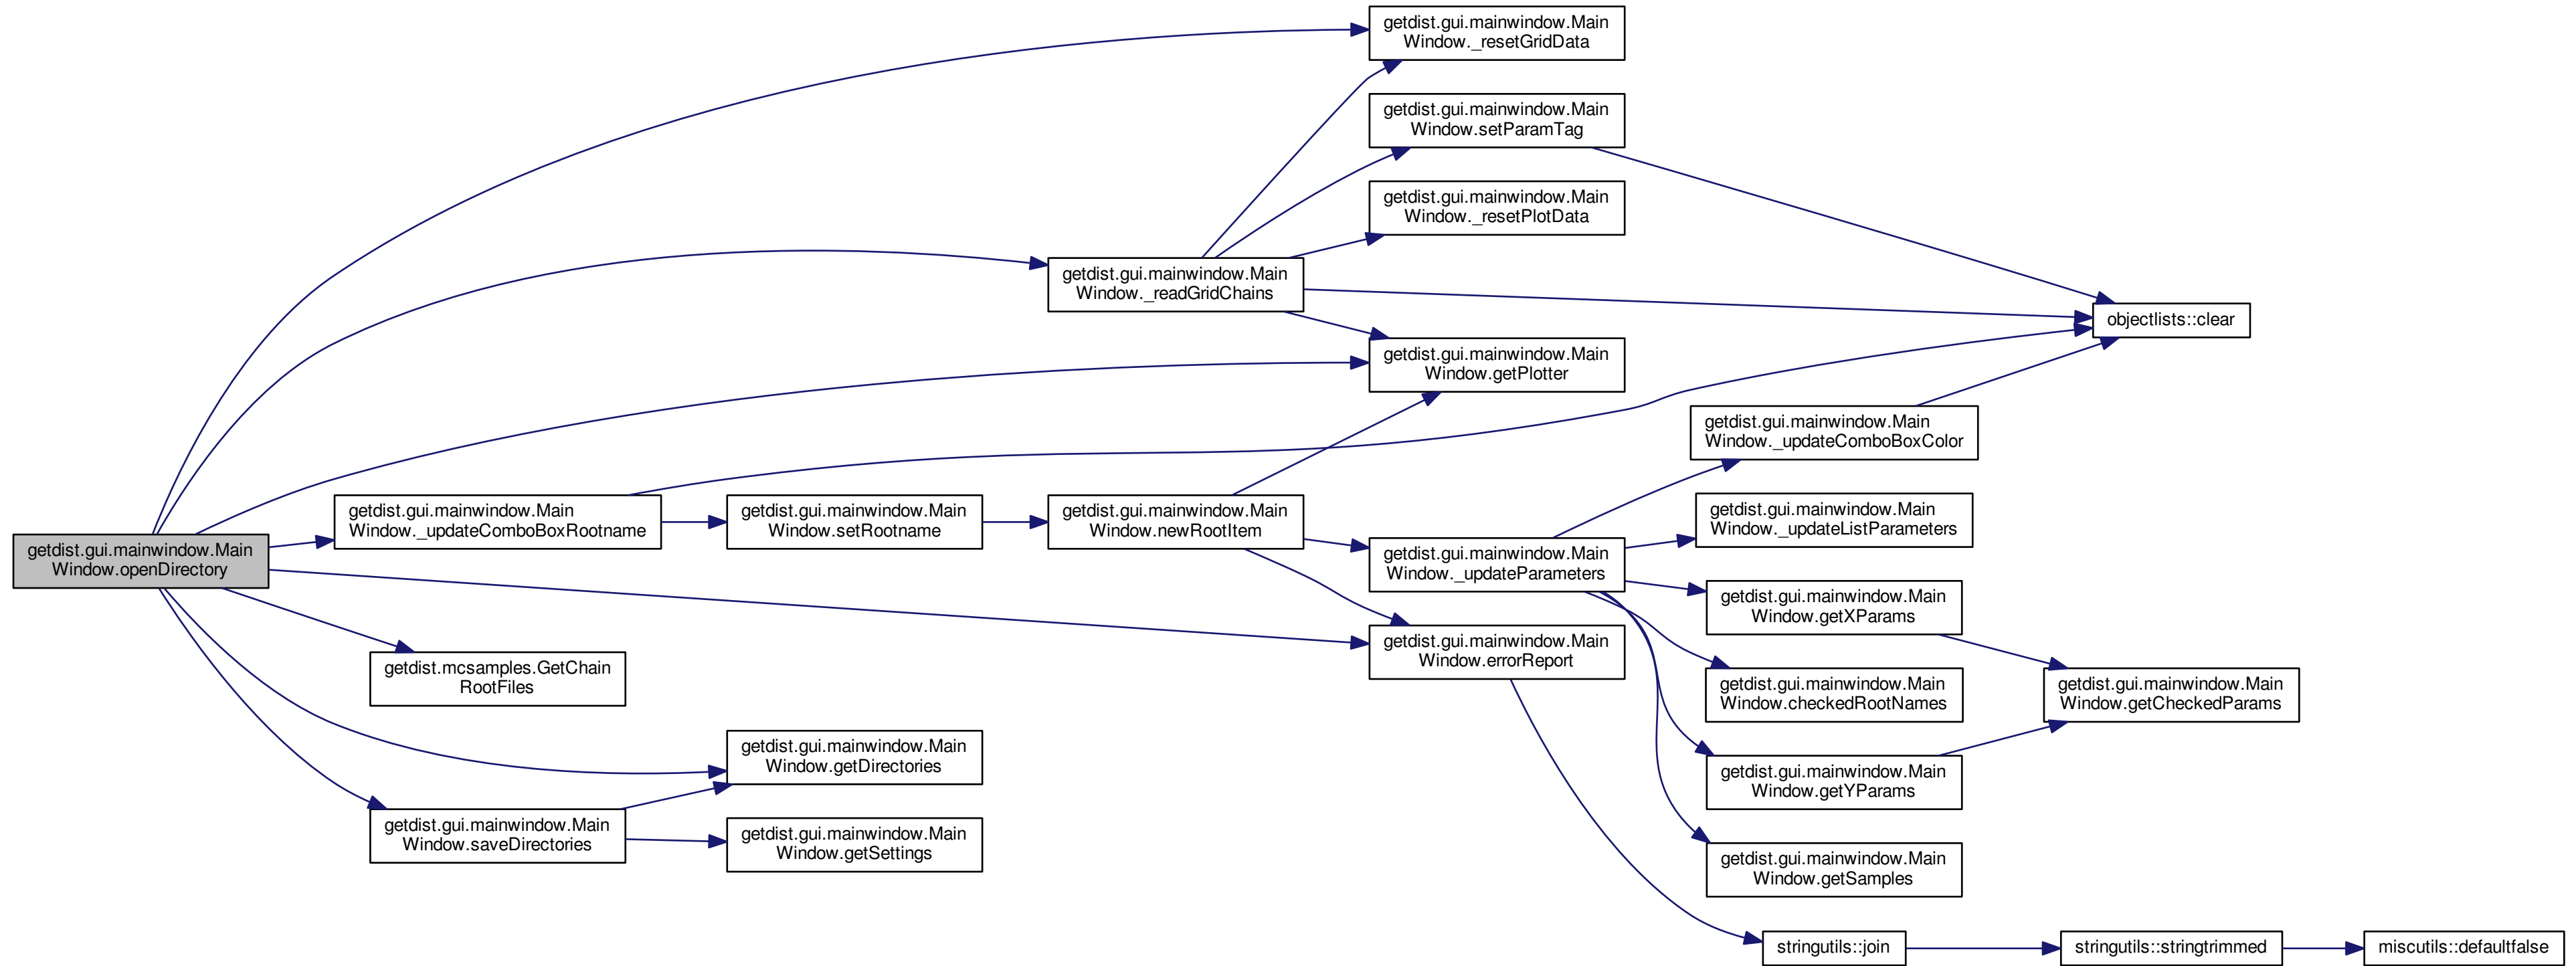 getdist.gui.mainwindow.Main
Window._resetGridData
getdist.gui.mainwindow.Main
Window.setParamTag
getdist.gui.mainwindow.Main
Window._resetPlotData
getdist.gui.mainwindow.Main
Window._readGridChains
objectlists::clear
getdist.gui.mainwindow.Main
Window.getPlotter
getdist.gui.mainwindow.Main
Window._updateComboBoxColor
getdist.gui.mainwindow.Main
Window._updateComboBoxRootname
getdist.gui.mainwindow.Main
Window.setRootname
getdist.gui.mainwindow.Main
Window.newRootItem
getdist.gui.mainwindow.Main
Window._updateListParameters
getdist.gui.mainwindow.Main
Window.openDirectory
getdist.gui.mainwindow.Main
Window._updateParameters
getdist.gui.mainwindow.Main
Window.getXParams
getdist.gui.mainwindow.Main
Window.errorReport
getdist.mcsamples.GetChain
RootFiles
getdist.gui.mainwindow.Main
Window.checkedRootNames
getdist.gui.mainwindow.Main
Window.getCheckedParams
getdist.gui.mainwindow.Main
Window.getDirectories
getdist.gui.mainwindow.Main
Window.getYParams
getdist.gui.mainwindow.Main
Window.saveDirectories
getdist.gui.mainwindow.Main
Window.getSettings
getdist.gui.mainwindow.Main
Window.getSamples
stringutils::join
stringutils::stringtrimmed
miscutils::defaultfalse